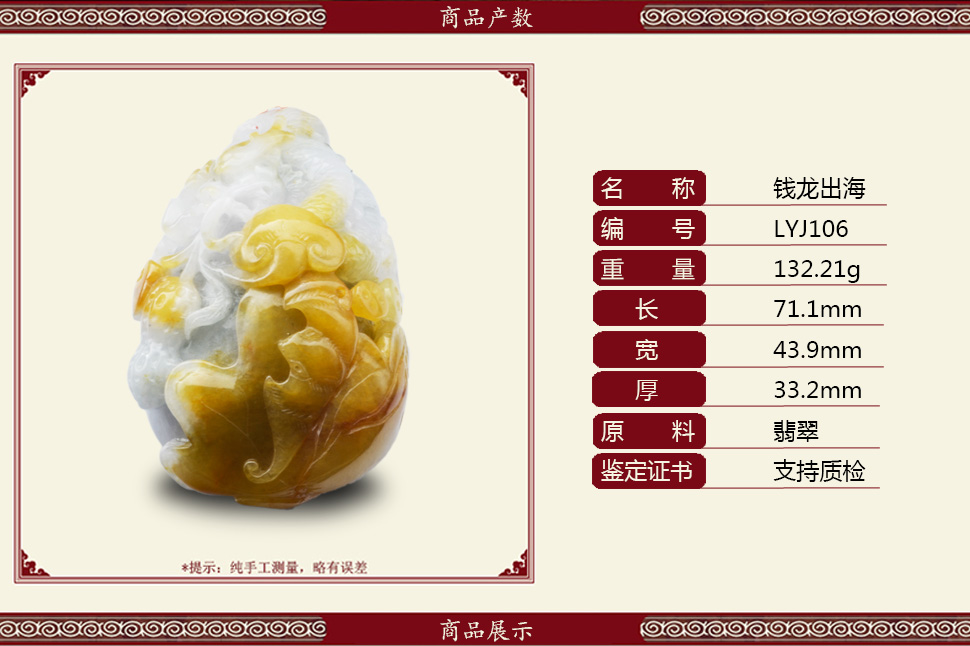 商品产数
名 称 钱龙出海
编 号 LYJ106
重 量 132.21g
长 71.1mm
宽 43.9mm
厚 33.2mm
原 料 翡翠
鉴定证书 支持质检
*提示：纯手工测量，略有误差
商品展示